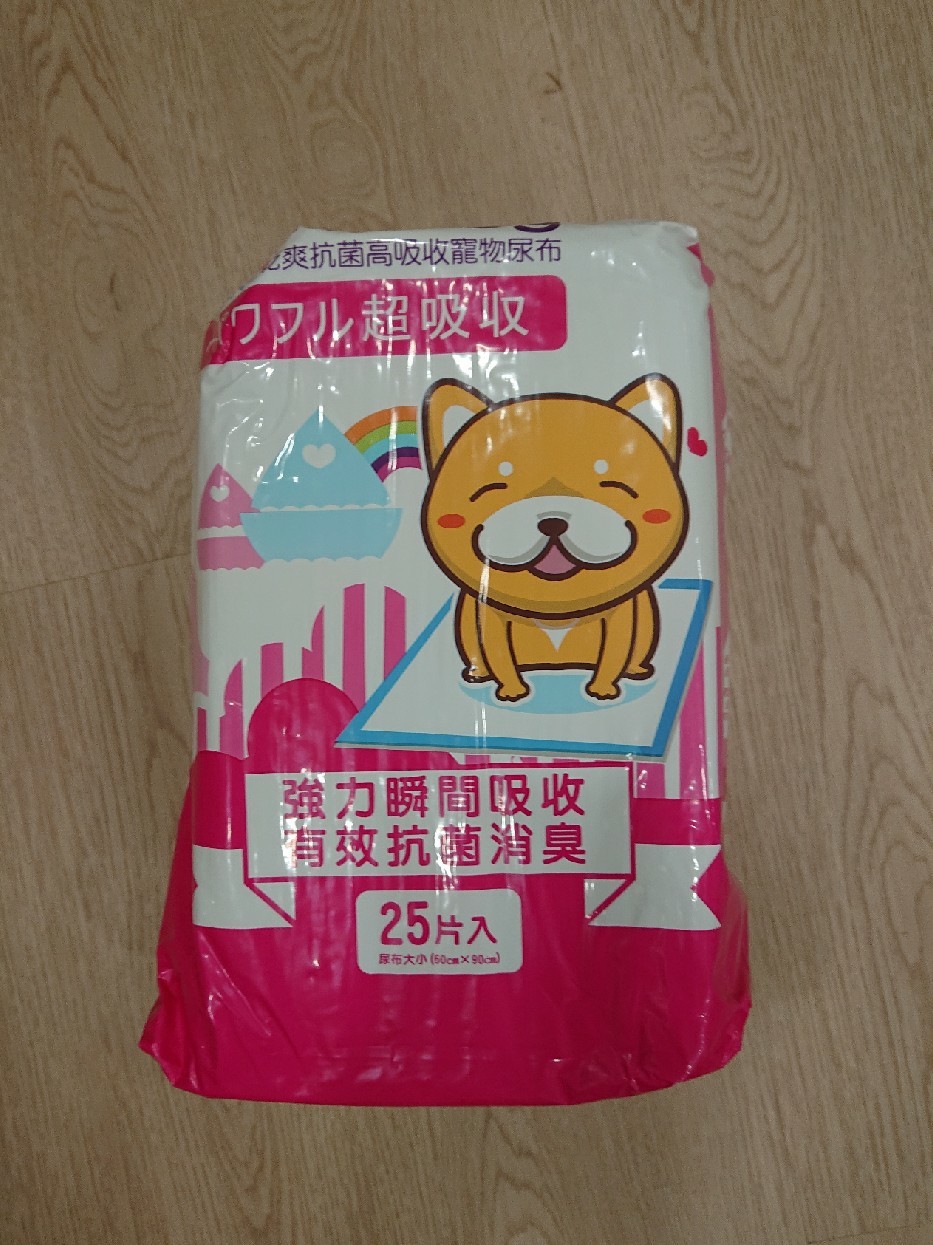 爽抗菌高吸收寵物尿布
ワフル超吸収
強力瞬間吸收
有效抗菌消臭
25片入
尿布大小(60cm×90cm)